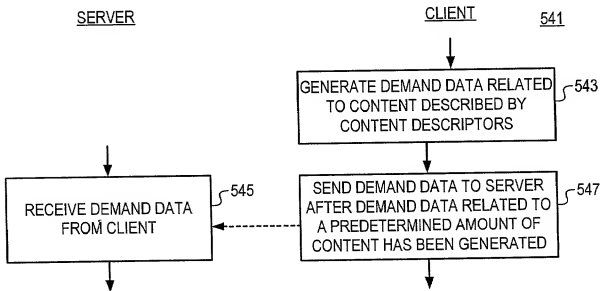 SERVER
CLIENT
541
GENERATE DEMAND DATA RELATED
TO CONTENT DESCRIBED BY
CONTENT DESCRIPTORS
543
RECEIVE DEMAND DATA
FROM CLIENT
545
SEND DEMAND DATA TO SERVER
AFTER DEMAND DATA RELATED TO
A PREDETERMINED AMOUNT OF
CONTENT HAS BEEN GENERATED
547